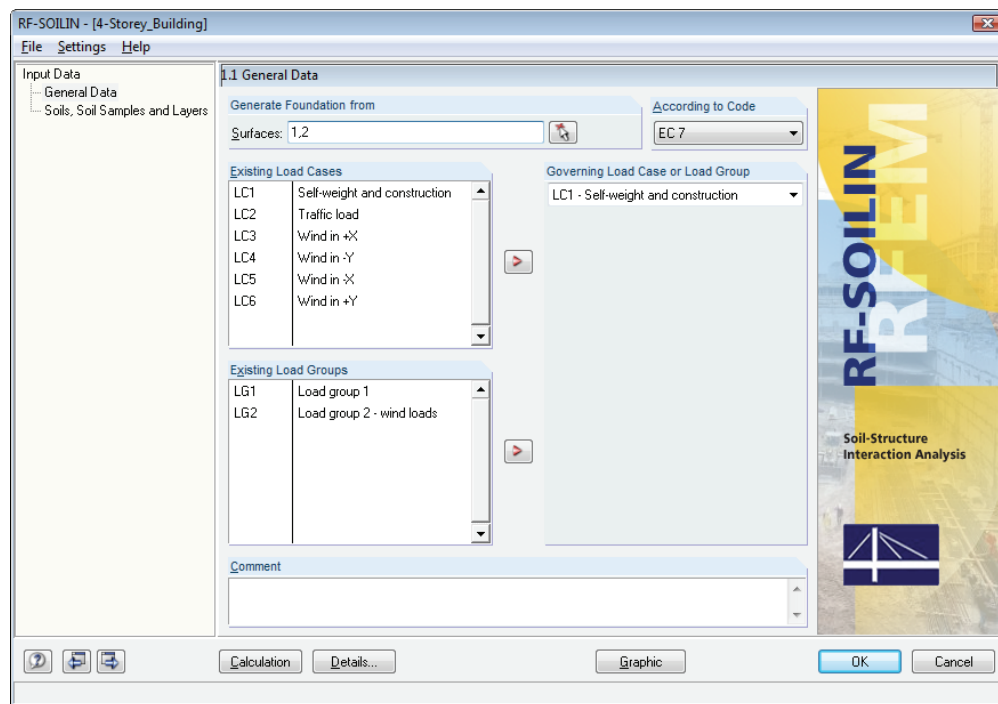 RF-SOILIN - [4-Storey_Building]
File Settings Help
Input Data
General Data
Soils, Soil Samples and Layers
1.1 General Data
Generate Foundation from
Surfaces: 1,2
According to Code
EC 7
Existing Load Cases
LC1 Self-weight and construction
LC2 Traffic load
LC3 Wind in +X
LC4 Wind in -Y
LC5 Wind in -X
LC6 Wind in +Y
Governing Load Case or Load Group
LC1 - Self-weight and construction
Existing Load Groups
LG1 Load group 1
LG2 Load group 2 - wind loads
Comment
RF-SOILIN
RFEM
Soil-Structure
Interaction Analysis
Calculation Details... Graphic OK Cancel